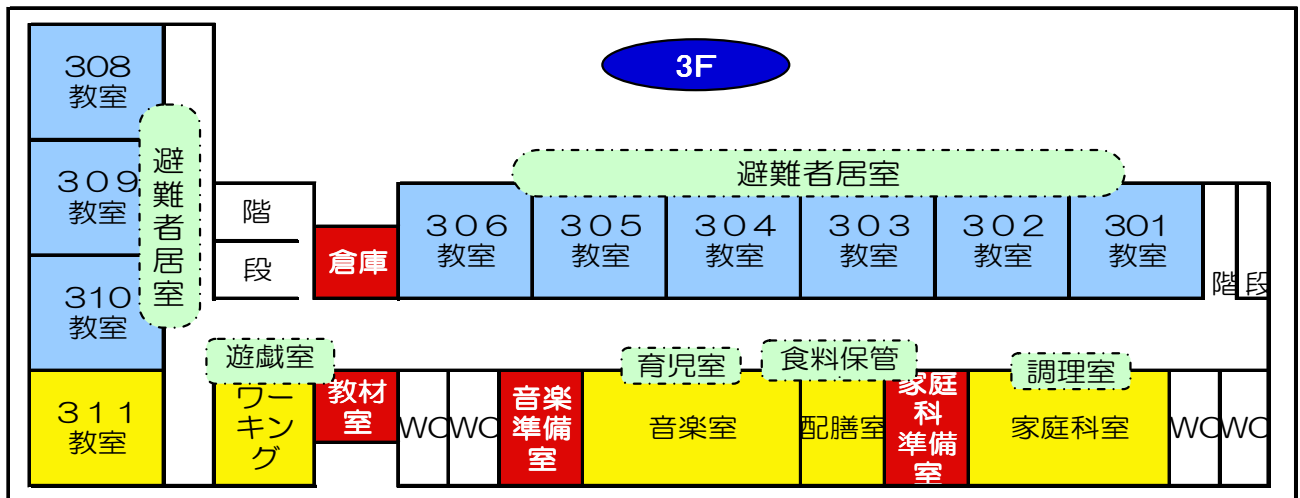 3F
308
教室
309
教室
310
教室
311
教室
避難者居室
階
段
倉庫
避難者居室
306
教室
305
教室
304
教室
303
教室
302
教室
301
教室
階段
遊戯室
ワー
キン
グ
教材
室
WC
WC
音楽
準備
室
育児室
音楽室
食料保管
配膳室
家庭
科
準備
室
調理室
家庭科室
WC
WC